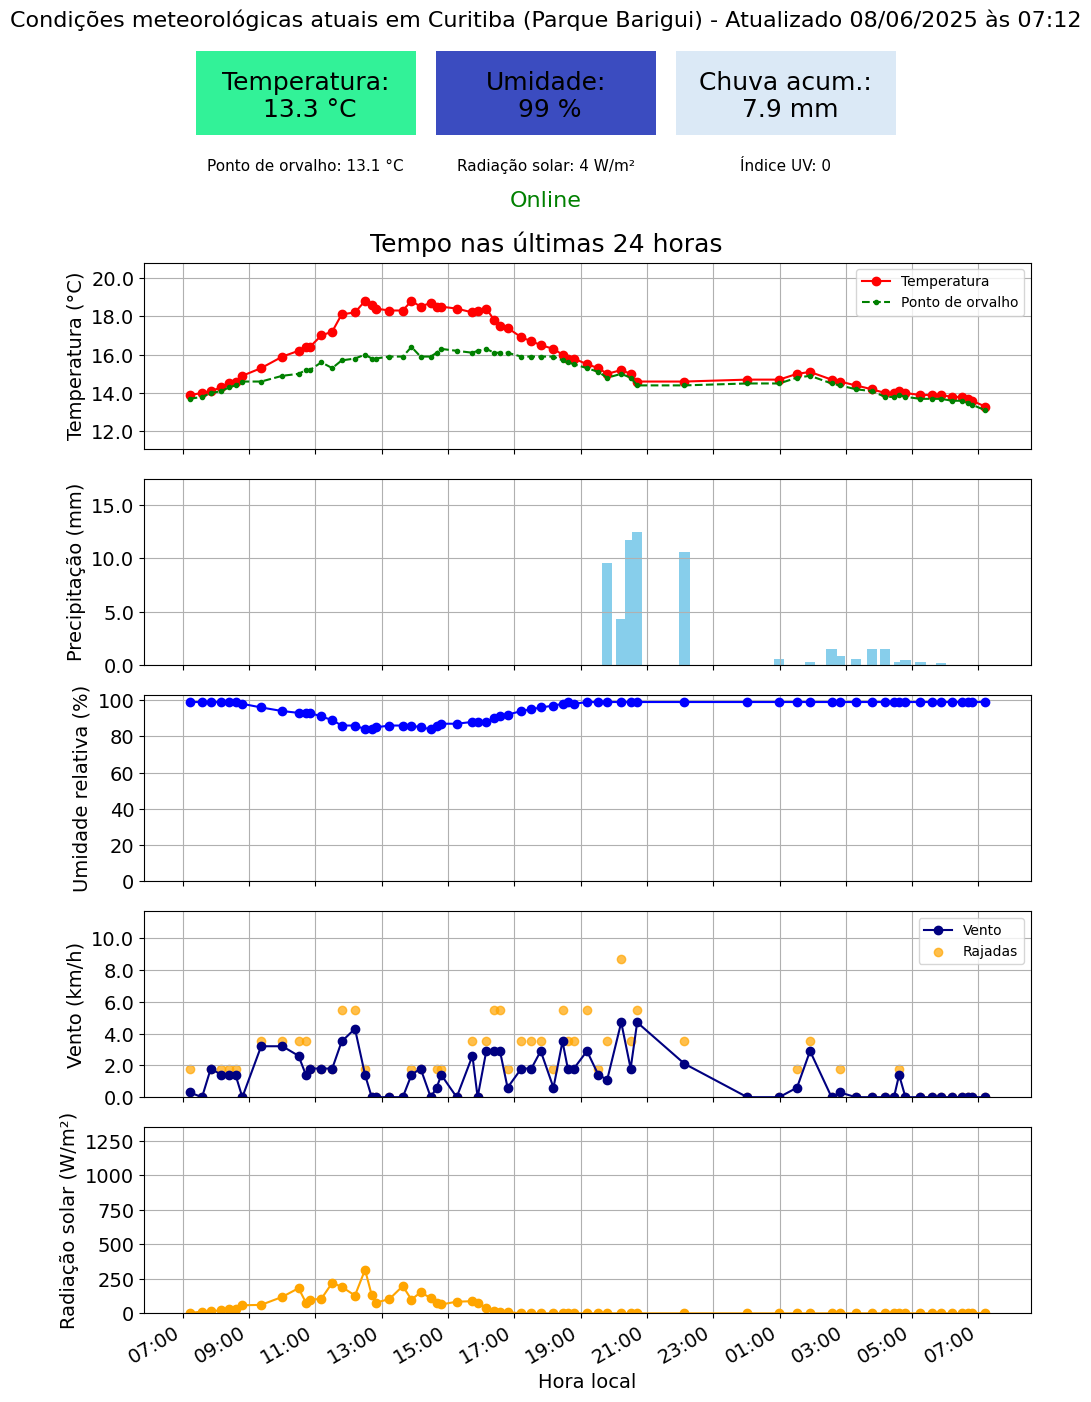 Condições meteorológicas atuais em Curitiba (Parque Barigui) - Atualizado 08/06/2025 às 07:12
Temperatura:
13.3 °C
Umidade:
99 %
Chuva acum.:
7.9 mm
Ponto de orvalho: 13.1 °C
Radiação solar: 4 W/m²
Índice UV: 0
Online
Tempo nas últimas 24 horas
Temperatura (°C)
20.0
18.0
16.0
14.0
12.0
Temperatura
Ponto de orvalho
Precipitação (mm)
15.0
10.0
5.0
0.0
Umidade relativa (%)
100
80
60
40
20
0
Vento (km/h)
10.0
8.0
6.0
4.0
2.0
0.0
Vento
Rajadas
Radiação solar (W/m²)
1250
1000
750
500
250
0
07:00
09:00
11:00
13:00
15:00
17:00
19:00
21:00
23:00
01:00
03:00
05:00
07:00
Hora local